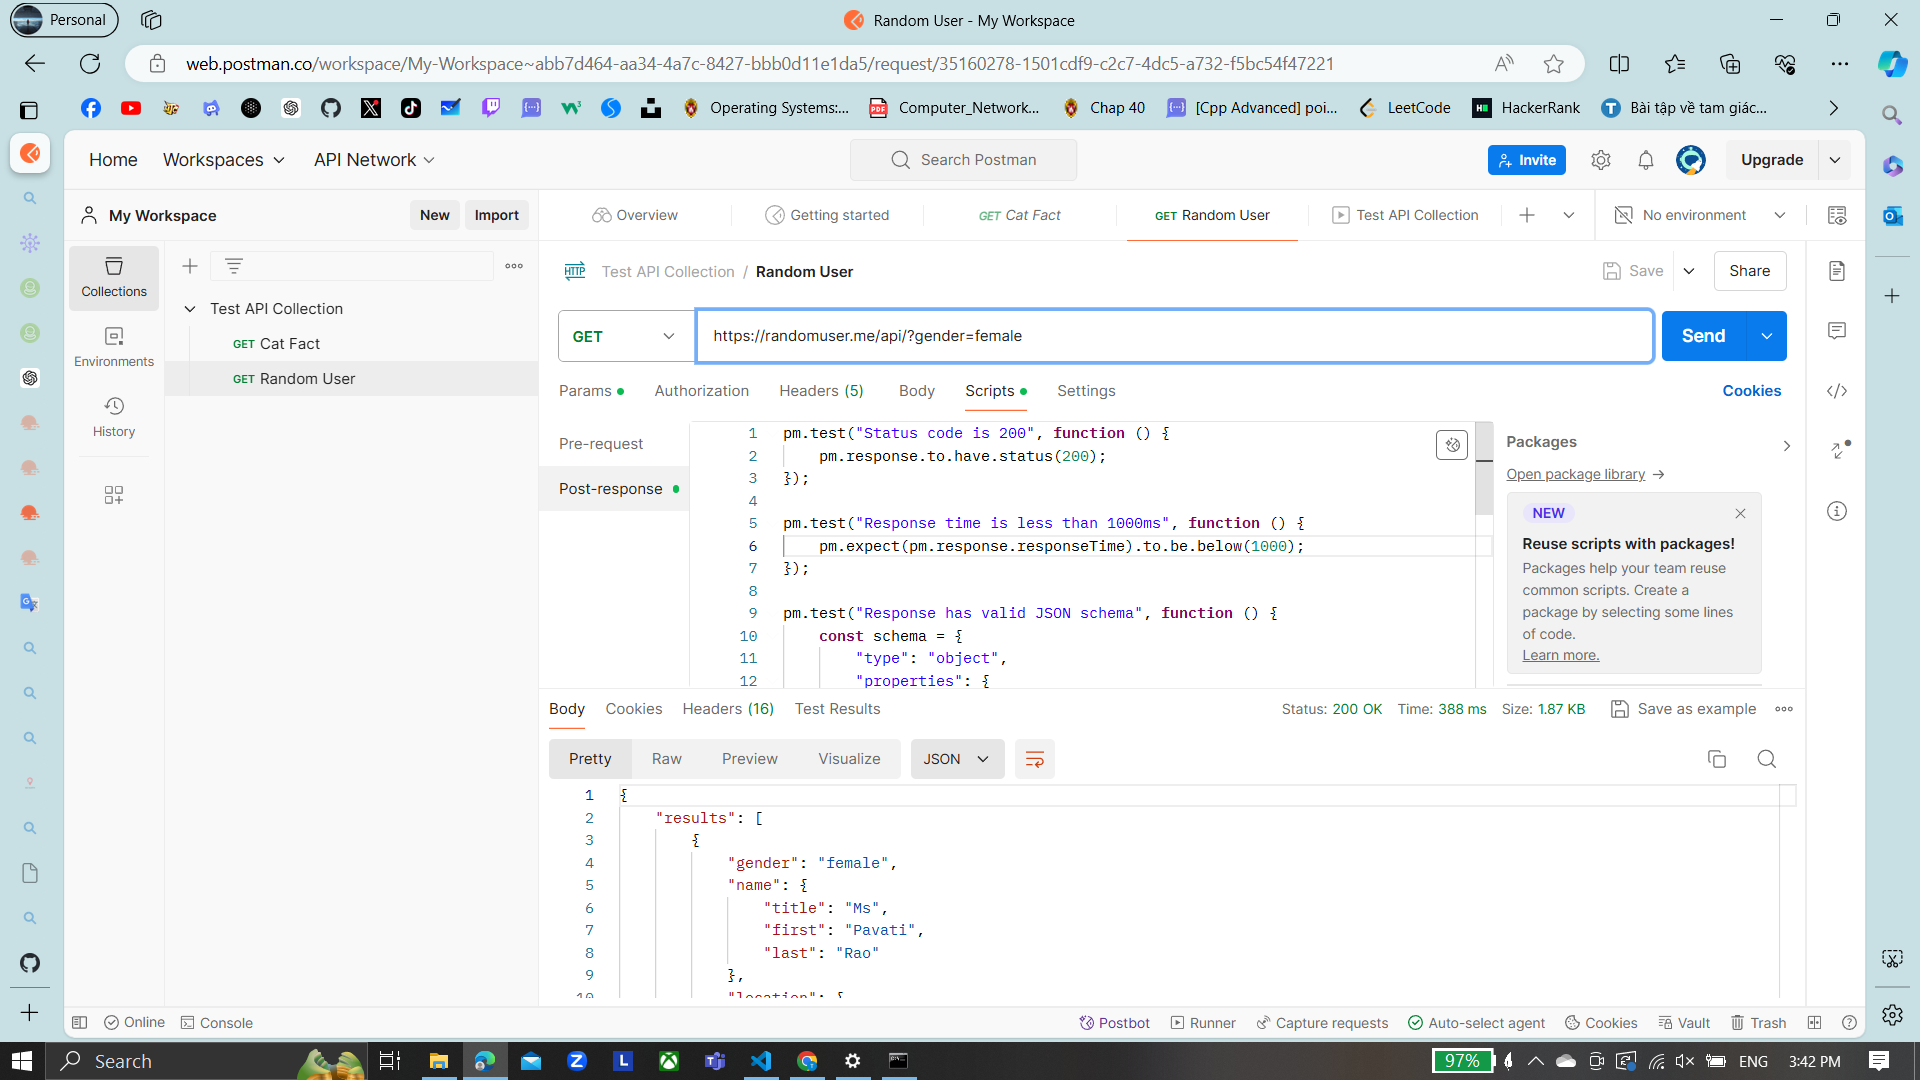 Personal
Random User - My Workspace
web.postman.co/workspace/My-Workspace~abb7d464-aa34-4a7c-8427-bbb0d11e1da5/request/35160278-1501cdf9-c2c7-4dc5-a732-f5bc54f47221
Operating Systems:... Computer_Network... Chap 40 [Cpp Advanced] poi... LeetCode HackerRank Bài tập về tam giác...
Home Workspaces API Network Search Postman Invite Upgrade
My Workspace New Import
Overview Getting started GET Cat Fact GET Random User Test API Collection No environment
Collections
Environments
History
Test API Collection
GET Cat Fact
GET Random User
HTTP Test API Collection / Random User Save Share
GET https://randomuser.me/api/?gender=female Send
Params Authorization Headers (5) Body Scripts Settings Cookies
Pre-request
Post-response
1 pm.test("Status code is 200", function () {
2 pm.response.to.have.status(200);
3 });
4
5 pm.test("Response time is less than 1000ms", function () {
6 pm.expect(pm.response.responseTime).to.be.below(1000);
7 });
8
9 pm.test("Response has valid JSON schema", function () {
10 const schema = {
11 "type": "object",
12 "properties": {
Packages
Open package library →
NEW
Reuse scripts with packages!
Packages help your team reuse
common scripts. Create a
package by selecting some lines
of code.
Learn more.
Body Cookies Headers (16) Test Results Status: 200 OK Time: 388 ms Size: 1.87 KB Save as example
Pretty Raw Preview Visualize JSON
1 {
2 "results": [
3 {
4 "gender": "female",
5 "name": {
6 "title": "Ms",
7 "first": "Pavati",
8 "last": "Rao"
9 },
10 "location": {
Online Console Postbot Runner Capture requests Auto-select agent Cookies Vault Trash
Search 97% ENG 3:42 PM